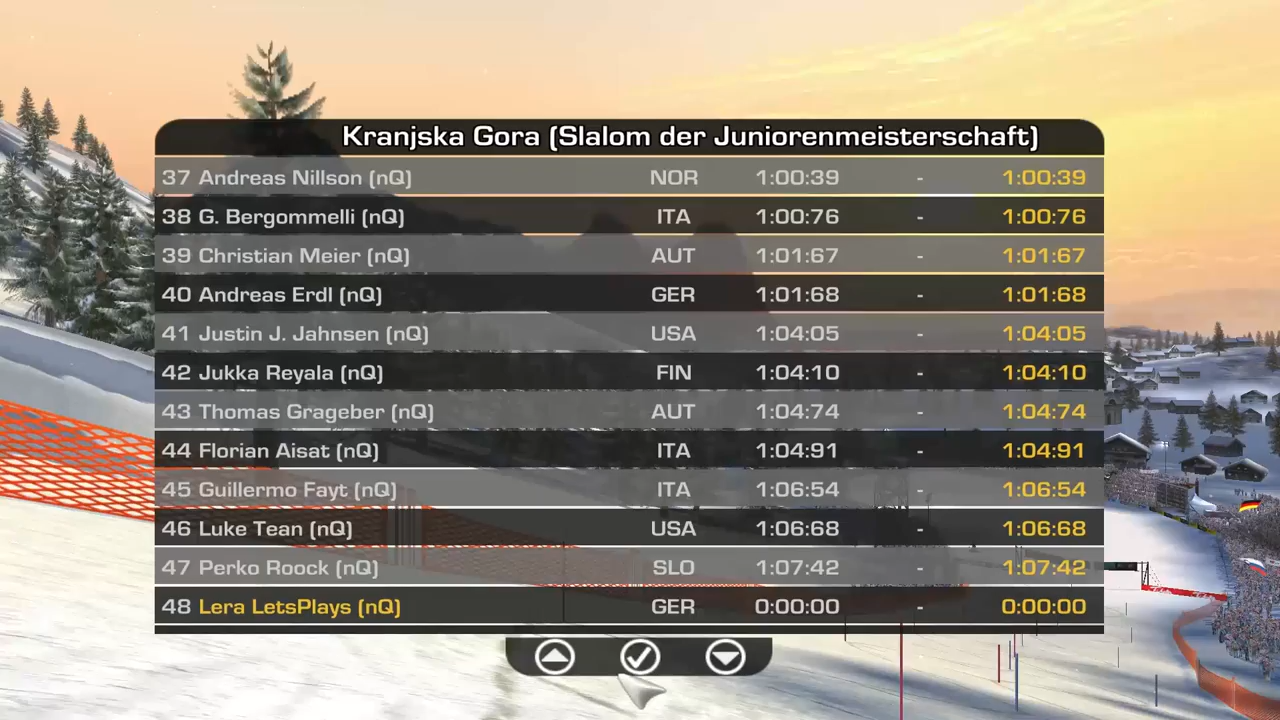 Kranjska Gora (Slalom der Juniorenmeisterschaft)
37 Andreas Nillson (nQ) NOR 1:00:39 - 1:00:39
38 G. Bergommelli (nQ) ITA 1:00:76 - 1:00:76
39 Christian Meier (nQ) AUT 1:01:67 - 1:01:67
40 Andreas Erdl (nQ) GER 1:01:68 - 1:01:68
41 Justin J. Jahnsen (nQ) USA 1:04:05 - 1:04:05
42 Jukka Reyala (nQ) FIN 1:04:10 - 1:04:10
43 Thomas Grageber (nQ) AUT 1:04:74 - 1:04:74
44 Florian Aisat (nQ) ITA 1:04:91 - 1:04:91
45 Guillermo Fayt (nQ) ITA 1:06:54 - 1:06:54
46 Luke Tean (nQ) USA 1:06:68 - 1:06:68
47 Perko Roock (nQ) SLO 1:07:42 - 1:07:42
48 Lera LetsPlays (nQ) GER 0:00:00 - 0:00:00